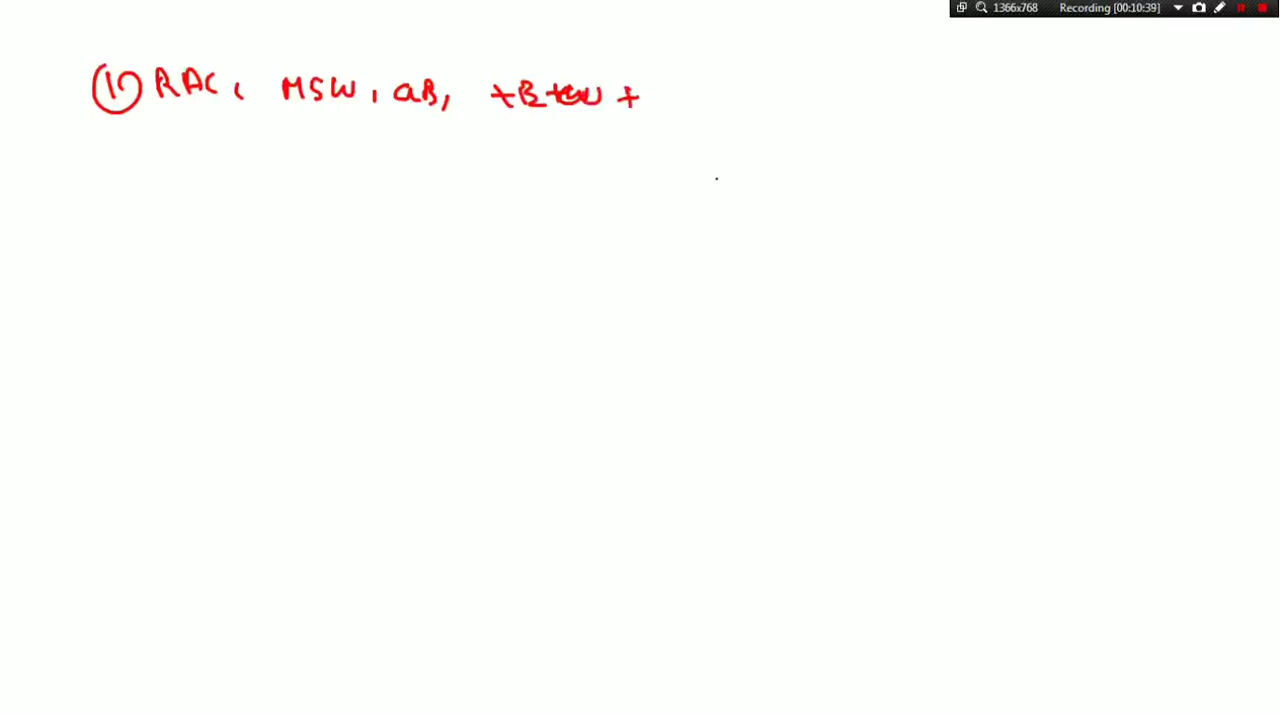 1366x768 Recording [00:10:39]
① RAC, MSW, aB,